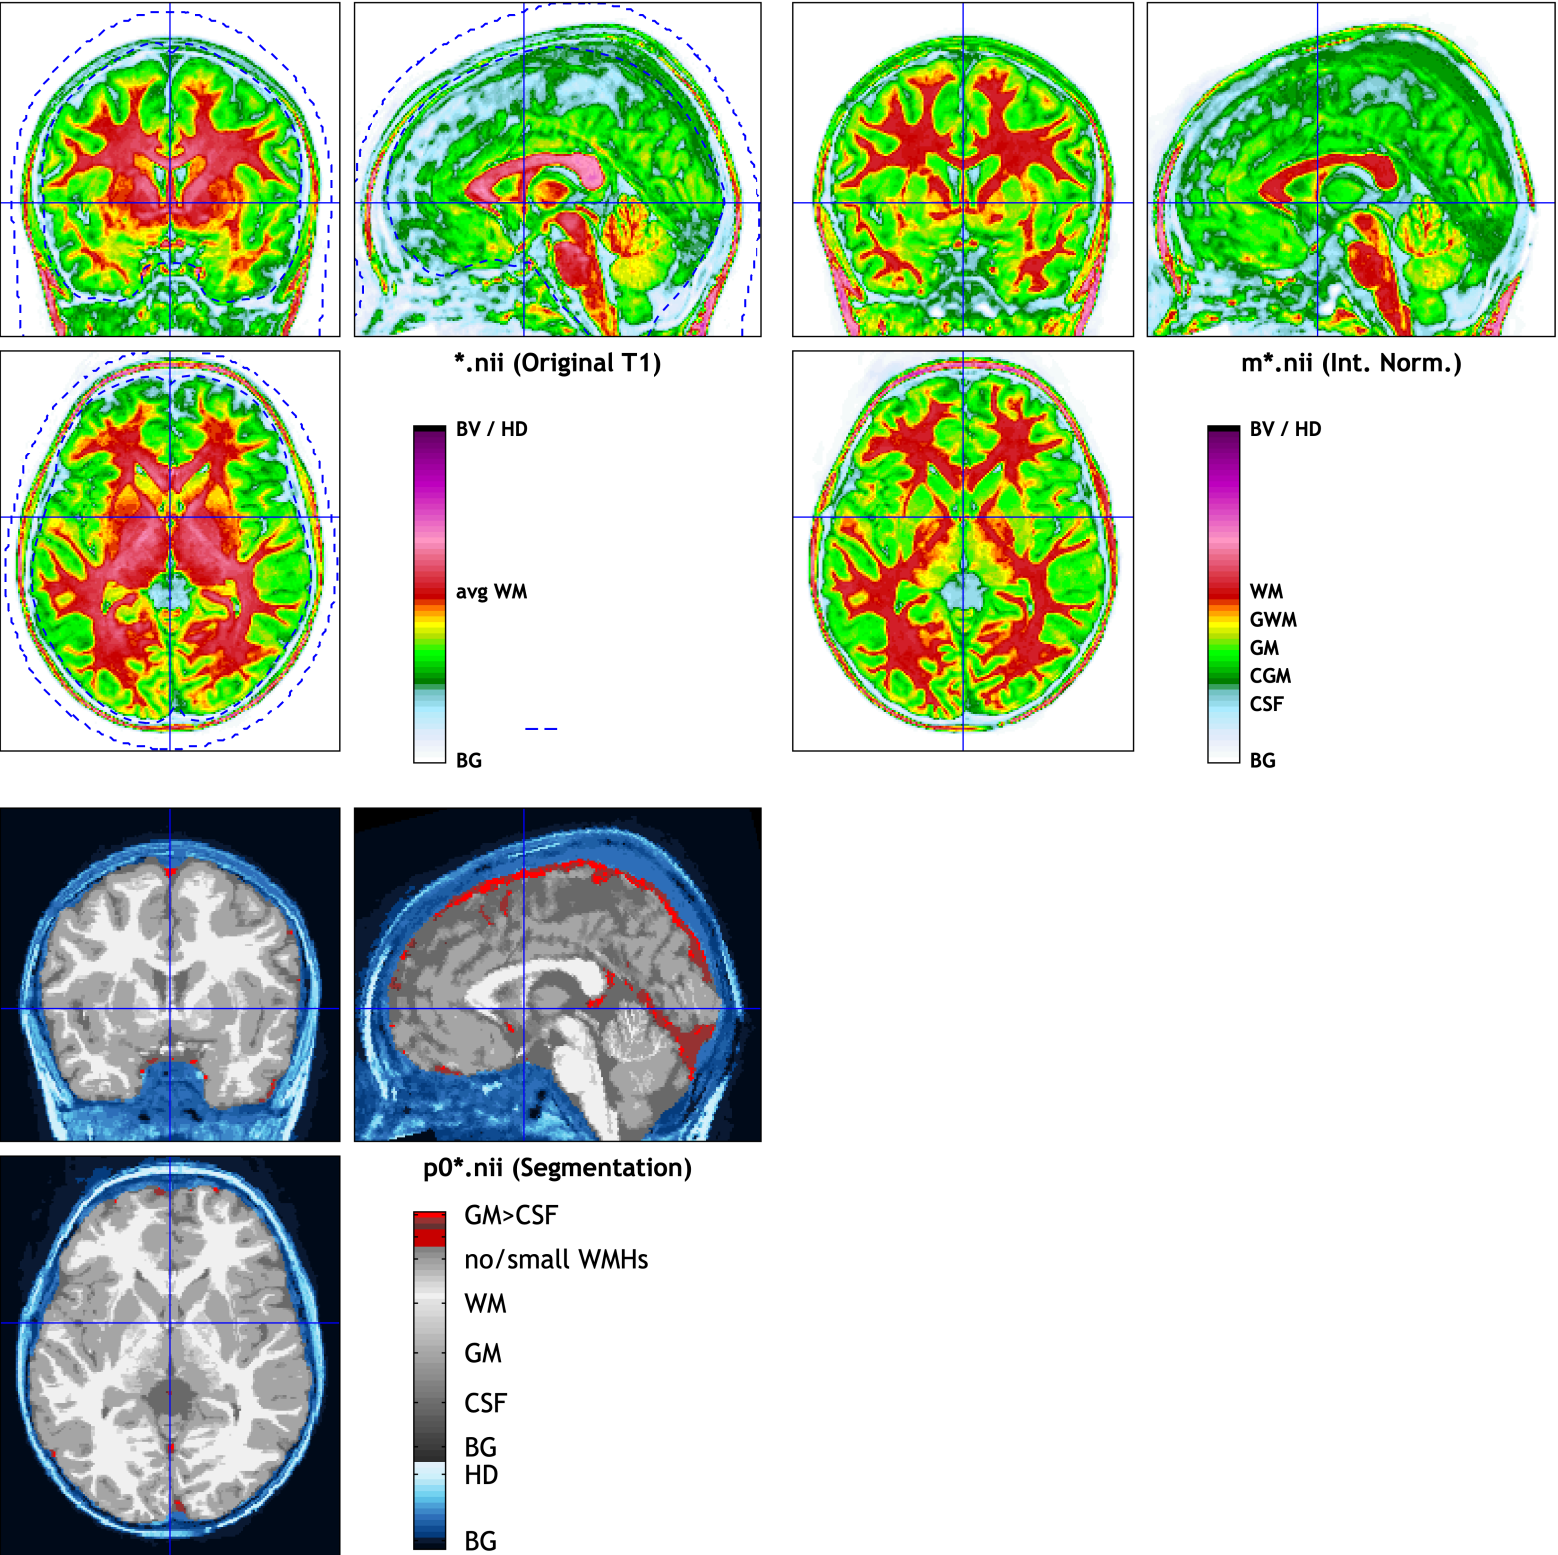 *.nii (Original T1)
BV / HD
avg WM
BG
m*.nii (Int. Norm.)
BV / HD
WM
GWM
GM
CGM
CSF
BG
p0*.nii (Segmentation)
GM>CSF
no/small WMHs
WM
GM
CSF
BG
HD
BG